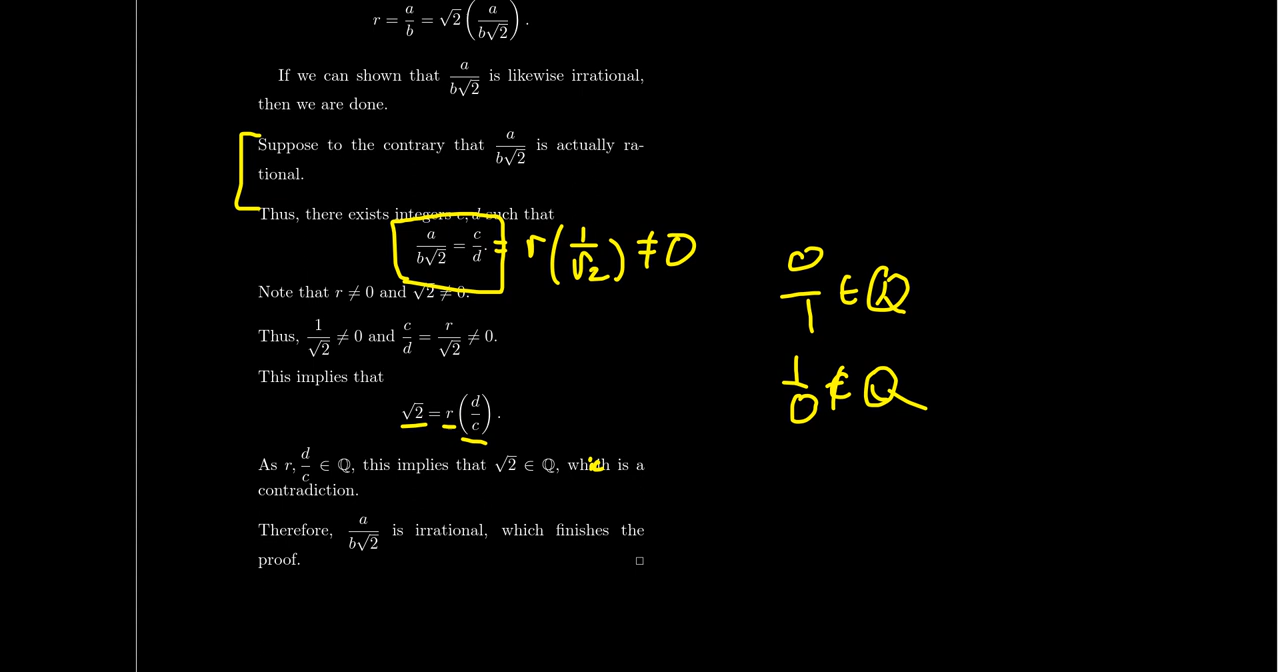 r = a/b = √2 ( a/(b√2) ) .
If we can shown that a/(b√2) is likewise irrational,
then we are done.
Suppose to the contrary that a/(b√2) is actually ra-
tional.
Thus, there exists integers c, d such that
a/(b√2) = c/d. = r(1/√2) ≠ 0
0/1 ∈ ℚ
Note that r ≠ 0 and √2 ≠ 0.
Thus, 1/√2 ≠ 0 and c/d = r/√2 ≠ 0.
This implies that
1/0 ∉ ℚ
√2 = r ( d/c ) .
As r, d/c ∈ ℚ, this implies that √2 ∈ ℚ, which is a
contradiction.
Therefore, a/(b√2) is irrational, which finishes the
proof. □